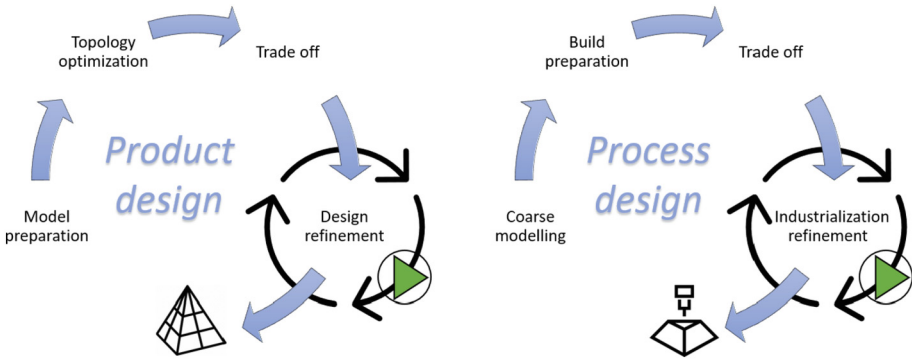 Topology
optimization
Trade off
Product
design
Model
preparation
Design
refinement
Build
preparation
Trade off
Process
design
Coarse
modelling
Industrialization
refinement